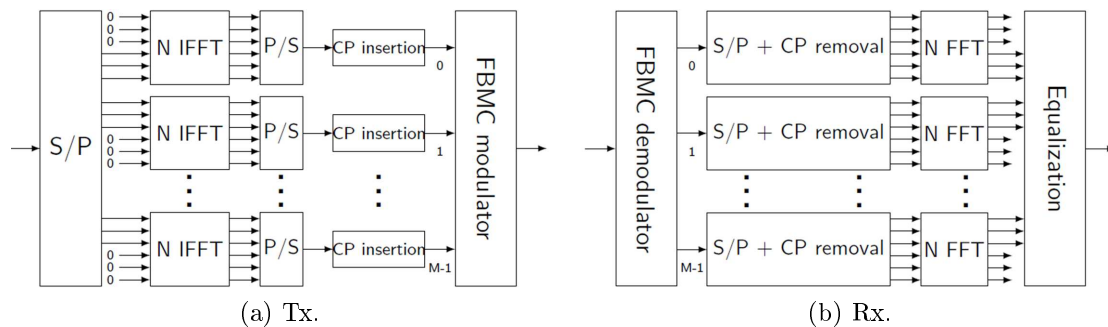 S/P
0
0
0
N IFFT
P/S
CP insertion
0
N IFFT
P/S
CP insertion
1
0
0
0
N IFFT
P/S
CP insertion
M-1
0
0
0
FBMC modulator
(a) Tx.
FBMC demodulator
0
S/P + CP removal
N FFT
1
S/P + CP removal
N FFT
M-1
S/P + CP removal
N FFT
Equalization
(b) Rx.